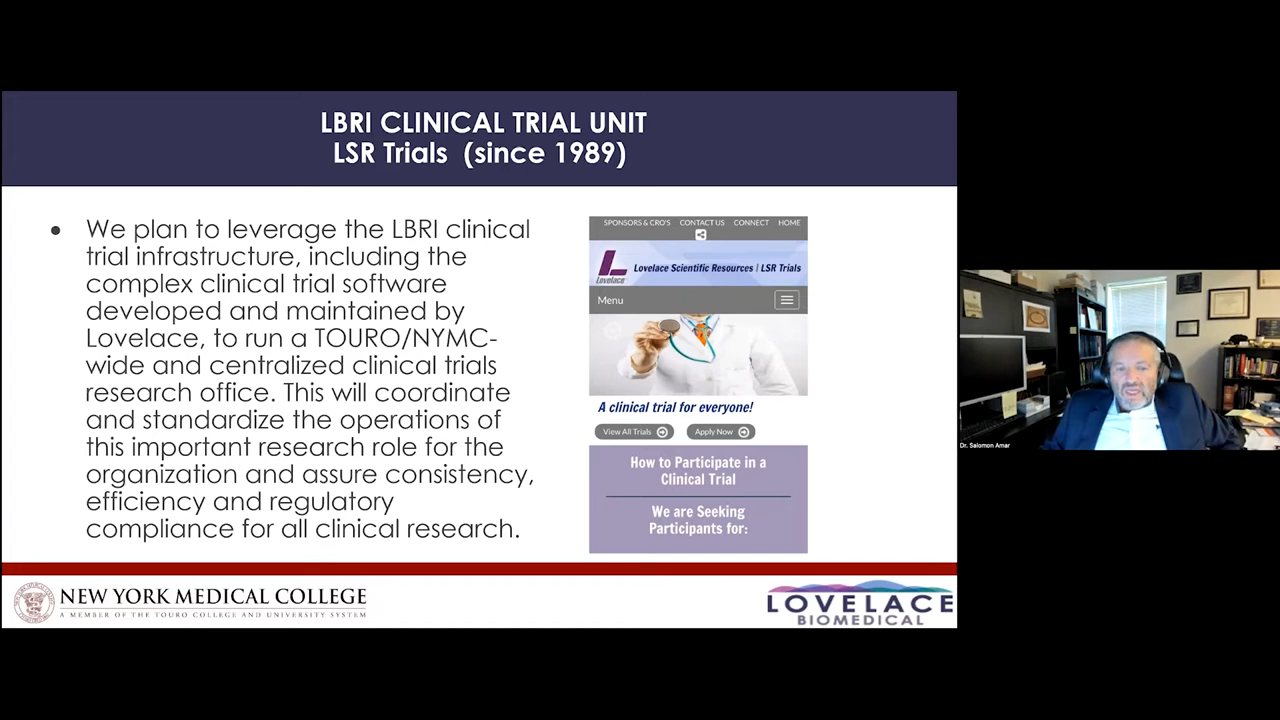 LBRI CLINICAL TRIAL UNIT
LSR Trials (since 1989)
• We plan to leverage the LBRI clinical
trial infrastructure, including the
complex clinical trial software
developed and maintained by
Lovelace, to run a TOURO/NYMC-
wide and centralized clinical trials
research office. This will coordinate
and standardize the operations of
this important research role for the
organization and assure consistency,
efficiency and regulatory
compliance for all clinical research.
SPONSORS & CRO'S CONTACT US CONNECT HOME
Lovelace
Lovelace Scientific Resources | LSR Trials
Menu
A clinical trial for everyone!
View All Trials Apply Now
How to Participate in a
Clinical Trial
We are Seeking
Participants for:
NEW YORK MEDICAL COLLEGE
A MEMBER OF THE TOURO COLLEGE AND UNIVERSITY SYSTEM
LOVELACE
BIOMEDICAL
Dr. Salomon Amar